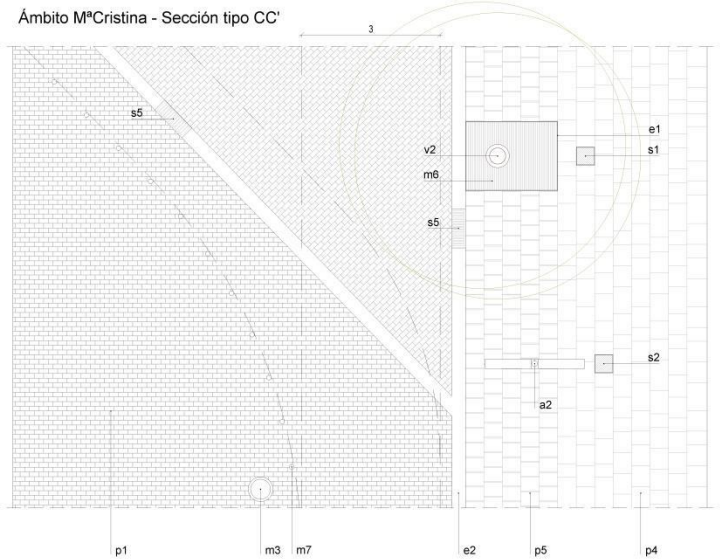 Ámbito MªCristina - Sección tipo CC'
3
s5
e1
v2
s1
m6
s5
s2
a2
p1
m3
m7
e2
p5
p4